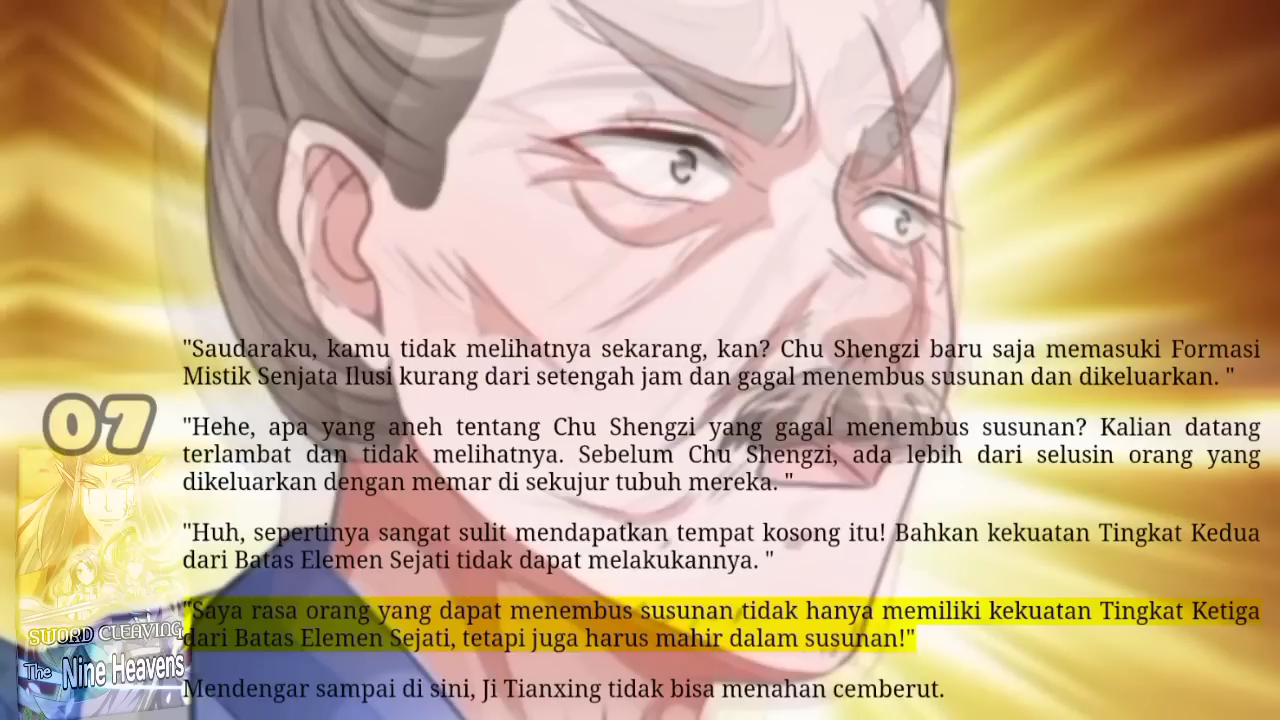 "Saudaraku, kamu tidak melihatnya sekarang, kan? Chu Shengzi baru saja memasuki Formasi
Mistik Senjata Ilusi kurang dari setengah jam dan gagal menembus susunan dan dikeluarkan. "
"Hehe, apa yang aneh tentang Chu Shengzi yang gagal menembus susunan? Kalian datang
terlambat dan tidak melihatnya. Sebelum Chu Shengzi, ada lebih dari selusin orang yang
dikeluarkan dengan memar di sekujur tubuh mereka. "
"Huh, sepertinya sangat sulit mendapatkan tempat kosong itu! Bahkan kekuatan Tingkat Kedua
dari Batas Elemen Sejati tidak dapat melakukannya. "
"Saya rasa orang yang dapat menembus susunan tidak hanya memiliki kekuatan Tingkat Ketiga
dari Batas Elemen Sejati, tetapi juga harus mahir dalam susunan!"
Mendengar sampai di sini, Ji Tianxing tidak bisa menahan cemberut.
07
SWORD CLEAVING
The Nine Heavens